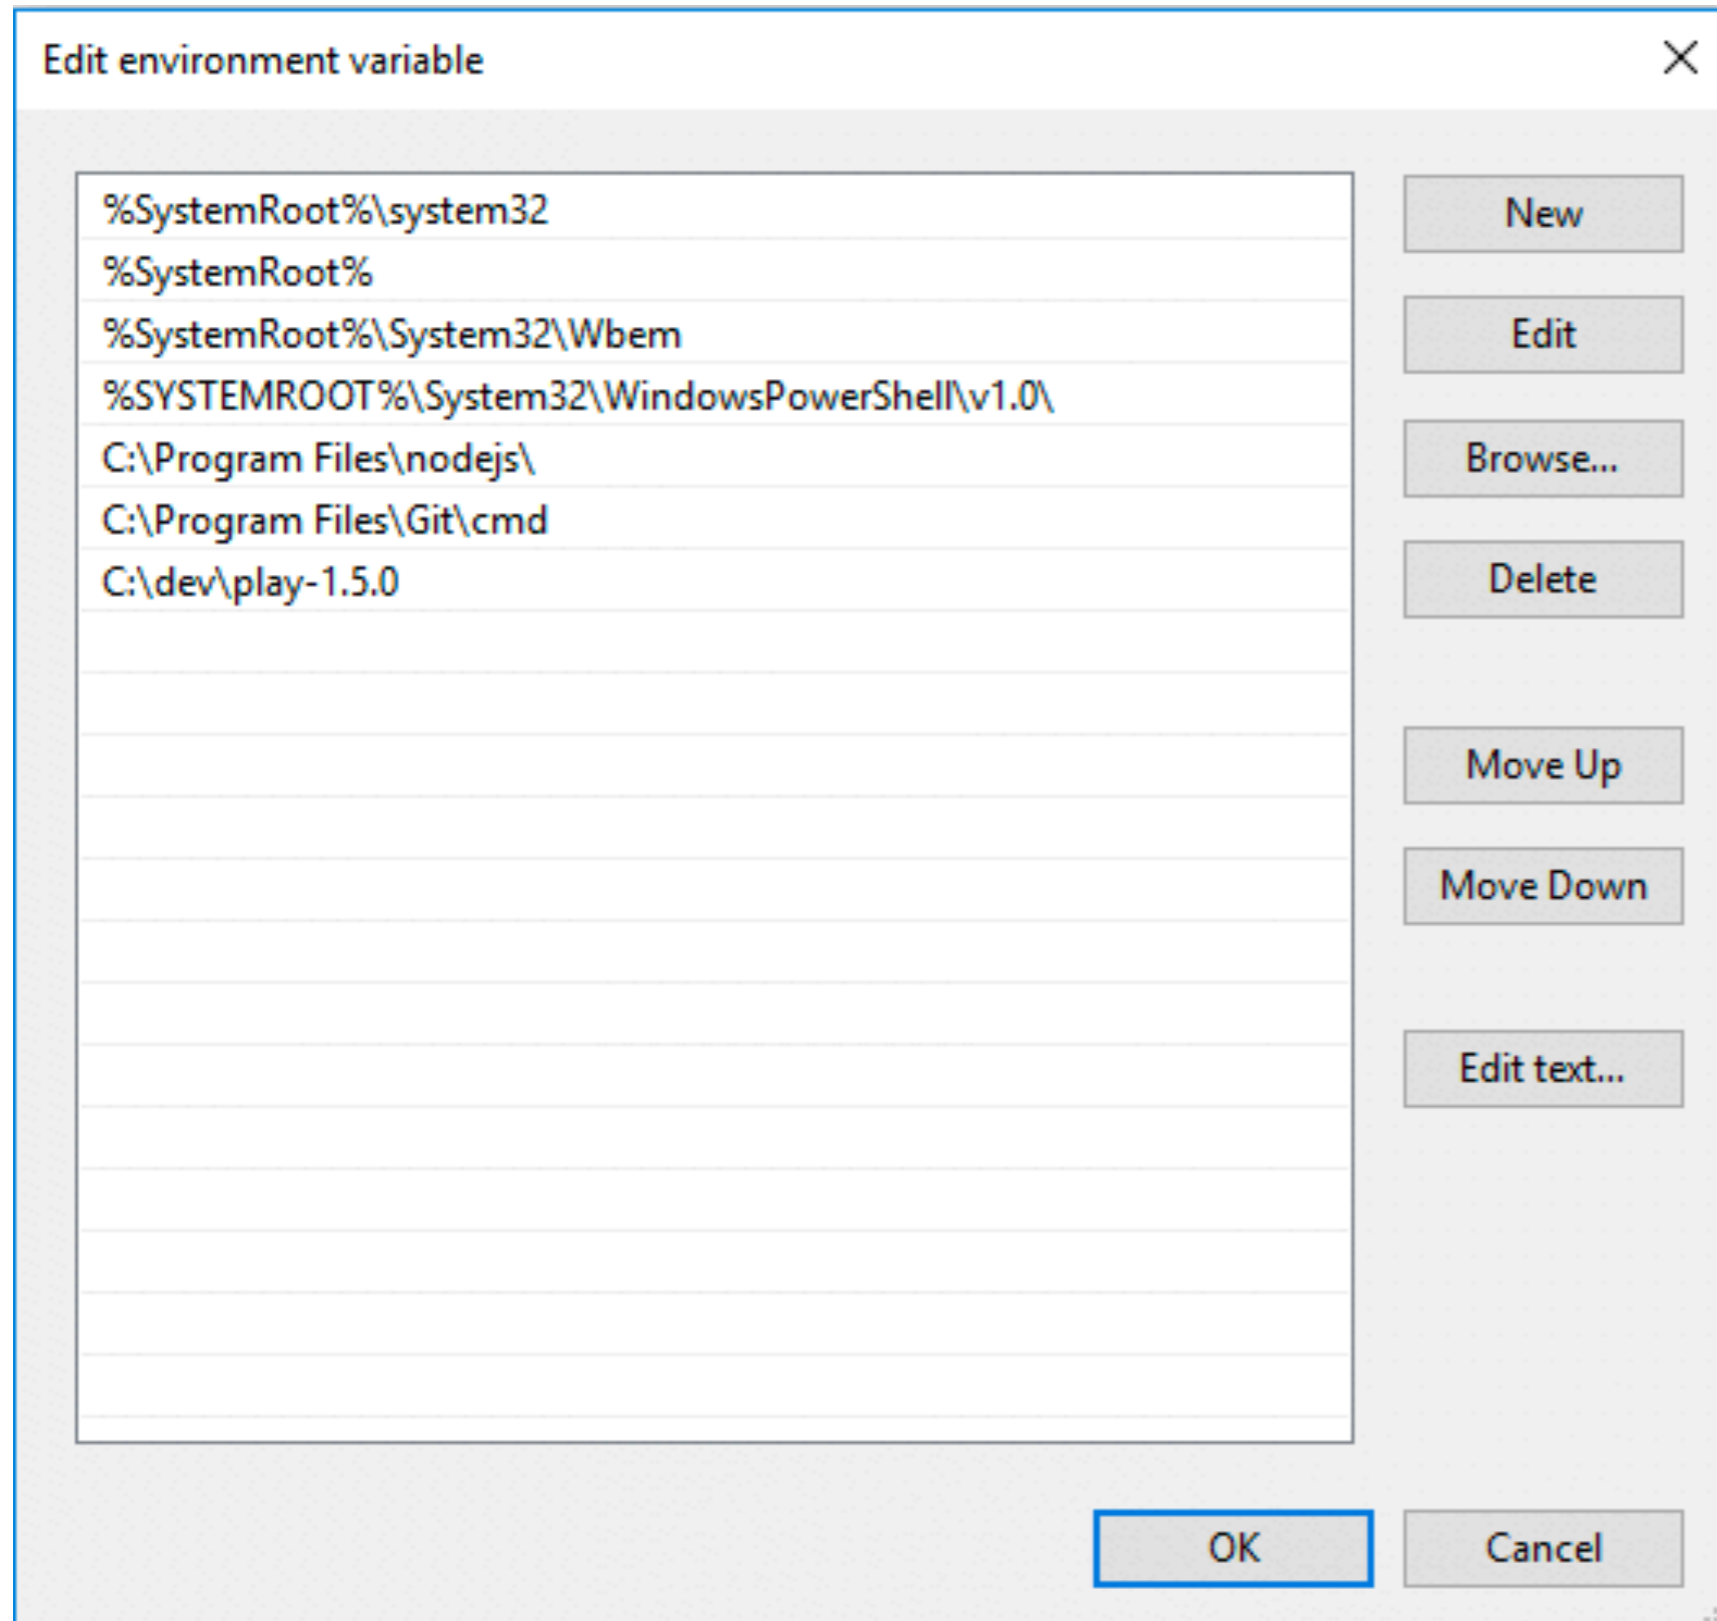 Edit environment variable
%SystemRoot%\system32
%SystemRoot%
%SystemRoot%\System32\Wbem
%SYSTEMROOT%\System32\WindowsPowerShell\v1.0\
C:\Program Files\nodejs\
C:\Program Files\Git\cmd
C:\dev\play-1.5.0
New
Edit
Browse...
Delete
Move Up
Move Down
Edit text...
OK
Cancel